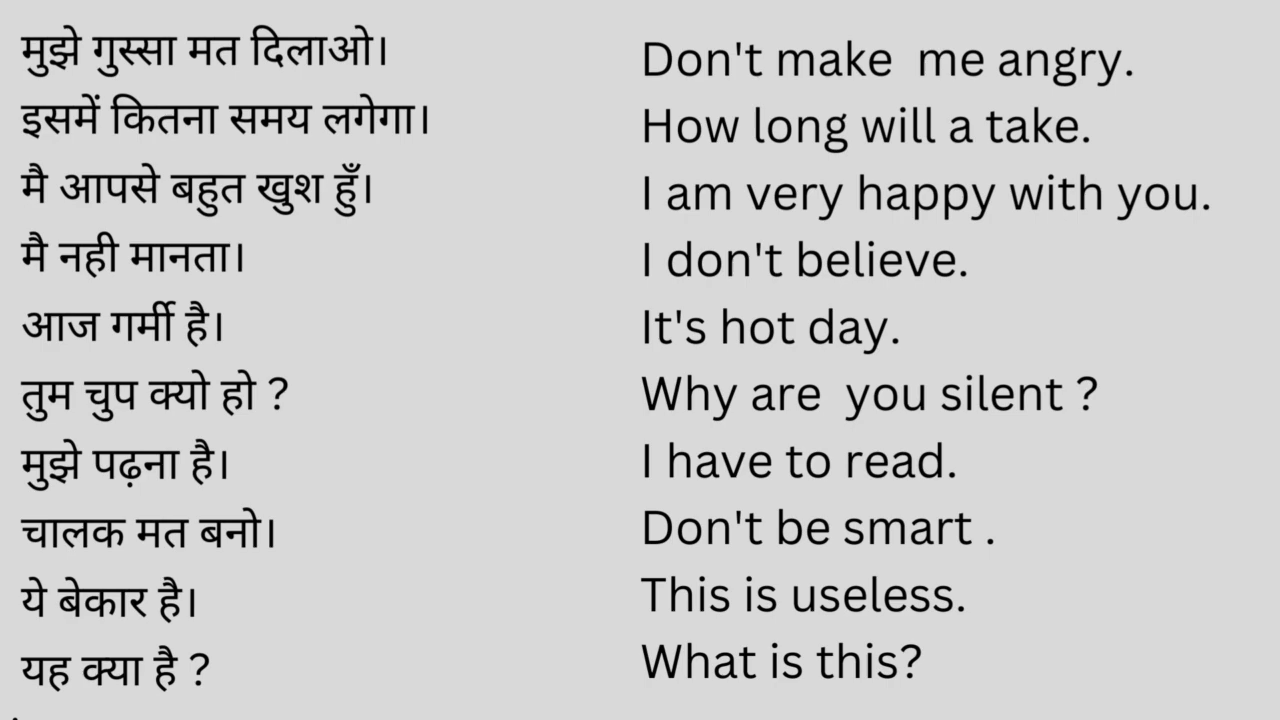 मुझे गुस्सा मत दिलाओ।
Don't make me angry.
इसमें कितना समय लगेगा।
How long will a take.
मै आपसे बहुत खुश हुँ।
I am very happy with you.
मै नही मानता।
I don't believe.
आज गर्मी है।
It's hot day.
तुम चुप क्यो हो ?
Why are you silent ?
मुझे पढ़ना है।
I have to read.
चालक मत बनो।
Don't be smart .
ये बेकार है।
This is useless.
यह क्या है ?
What is this?